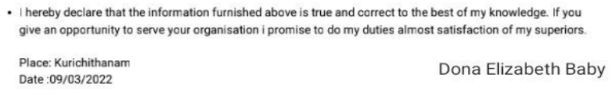 • I hereby declare that the information furnished above is true and correct to the best of my knowledge. If you
give an opportunity to serve your organisation i promise to do my duties almost satisfaction of my superiors.
Place: Kurichithanam
Date :09/03/2022
Dona Elizabeth Baby